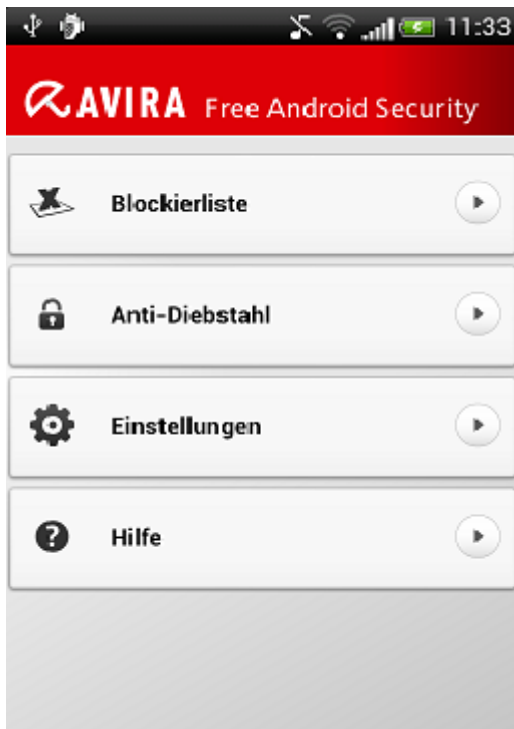 11:33
AVIRA Free Android Security
Blockierliste
Anti-Diebstahl
Einstellungen
Hilfe